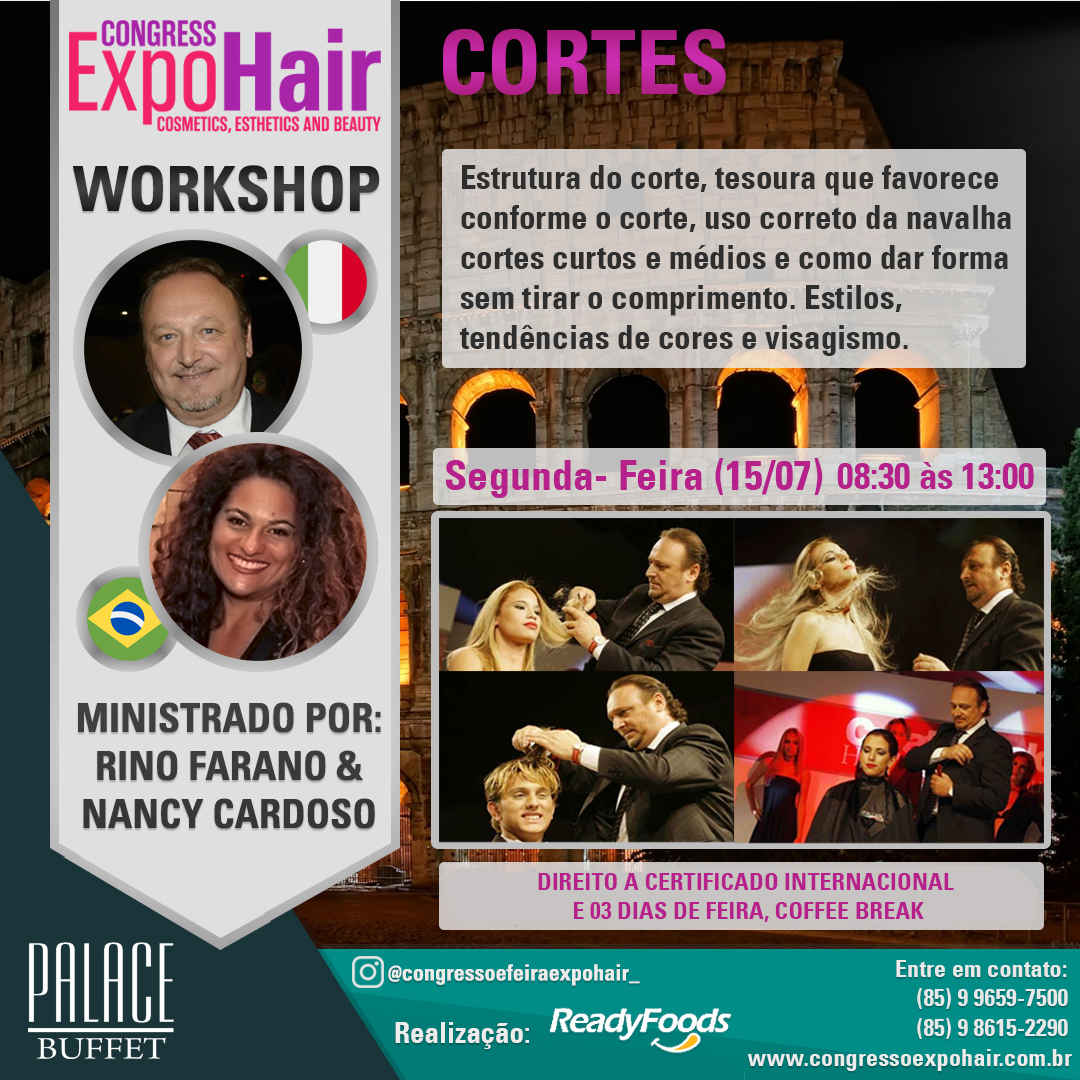 CONGRESS
ExpoHair
COSMETICS, ESTHETICS AND BEAUTY
WORKSHOP
MINISTRADO POR:
RINO FARANO &
NANCY CARDOSO
CORTES
Estrutura do corte, tesoura que favorece
conforme o corte, uso correto da navalha
cortes curtos e médios e como dar forma
sem tirar o comprimento. Estilos,
tendências de cores e visagismo.
Segunda- Feira (15/07) 08:30 às 13:00
DIREITO A CERTIFICADO INTERNACIONAL
E 03 DIAS DE FEIRA, COFFEE BREAK
PALACE
BUFFET
@congressoefeiraexpohair_
Realização: ReadyFoods
Entre em contato:
(85) 9 9659-7500
(85) 9 8615-2290
www.congressoexpohair.com.br